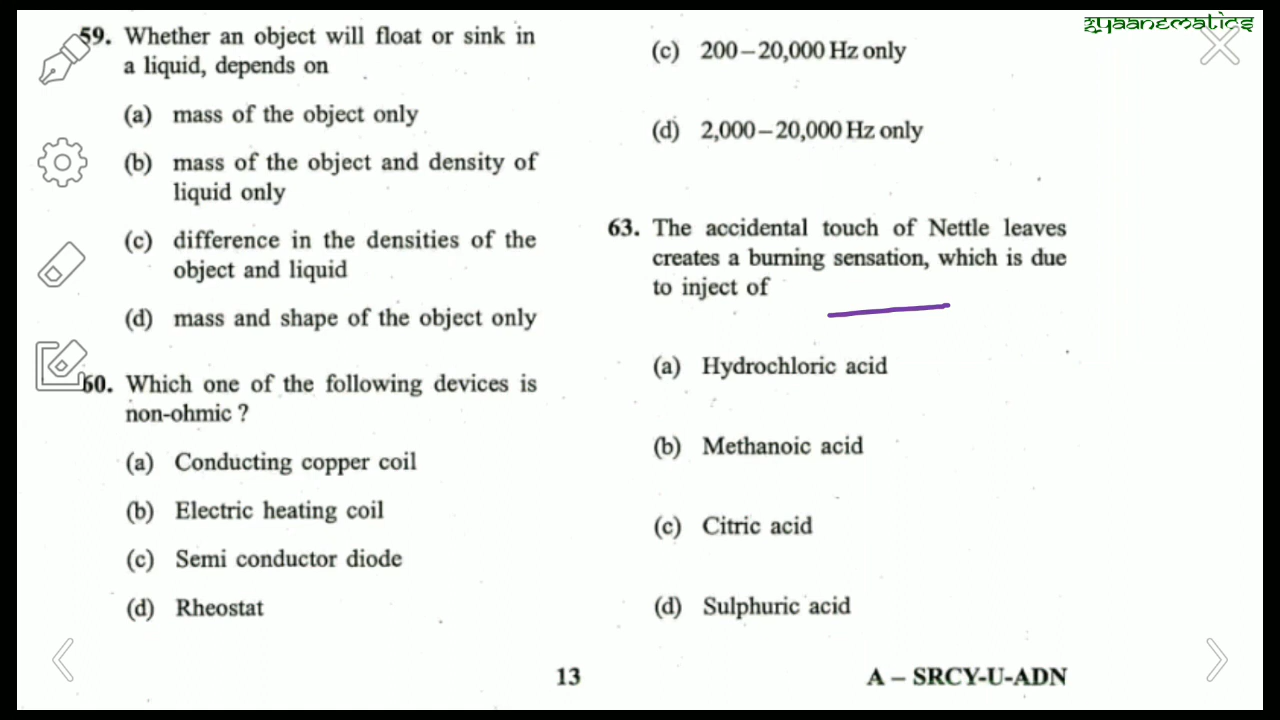 gyaanematics
59. Whether an object will float or sink in
a liquid, depends on
(a) mass of the object only
(b) mass of the object and density of
liquid only
(c) difference in the densities of the
object and liquid
(d) mass and shape of the object only
60. Which one of the following devices is
non-ohmic ?
(a) Conducting copper coil
(b) Electric heating coil
(c) Semi conductor diode
(d) Rheostat
(c) 200 – 20,000 Hz only
(d) 2,000 – 20,000 Hz only
63. The accidental touch of Nettle leaves
creates a burning sensation, which is due
to inject of
(a) Hydrochloric acid
(b) Methanoic acid
(c) Citric acid
(d) Sulphuric acid
13
A – SRCY-U-ADN